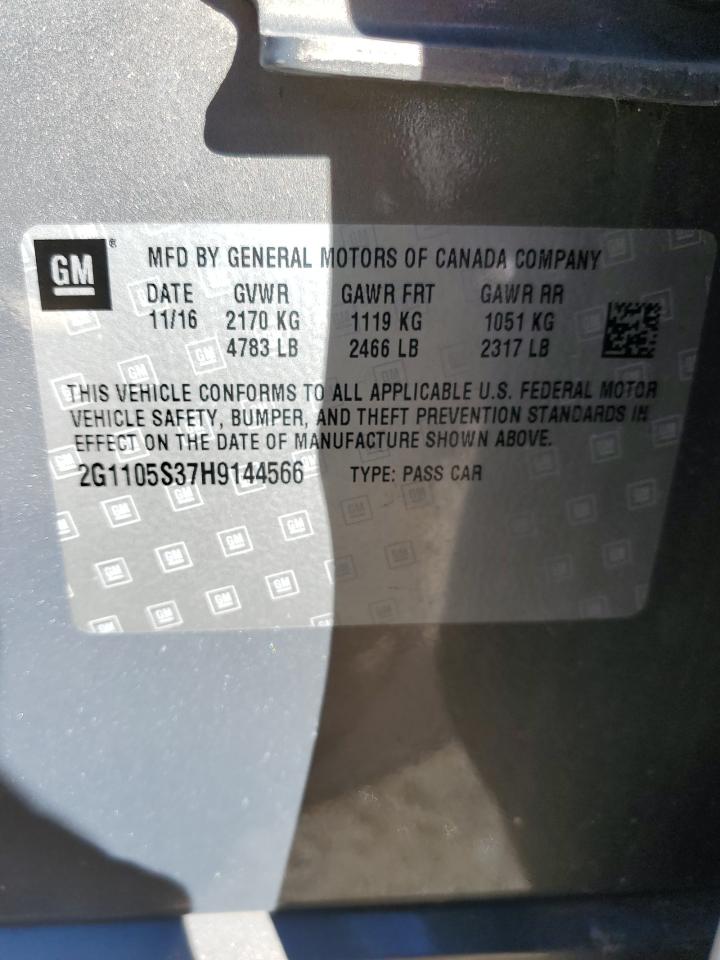 GM®
MFD BY GENERAL MOTORS OF CANADA COMPANY
DATE GVWR GAWR FRT GAWR RR
11/16 2170 KG 1119 KG 1051 KG
4783 LB 2466 LB 2317 LB
THIS VEHICLE CONFORMS TO ALL APPLICABLE U.S. FEDERAL MOTOR
VEHICLE SAFETY, BUMPER, AND THEFT PREVENTION STANDARDS IN
EFFECT ON THE DATE OF MANUFACTURE SHOWN ABOVE.
2G1105S37H9144566 TYPE: PASS CAR